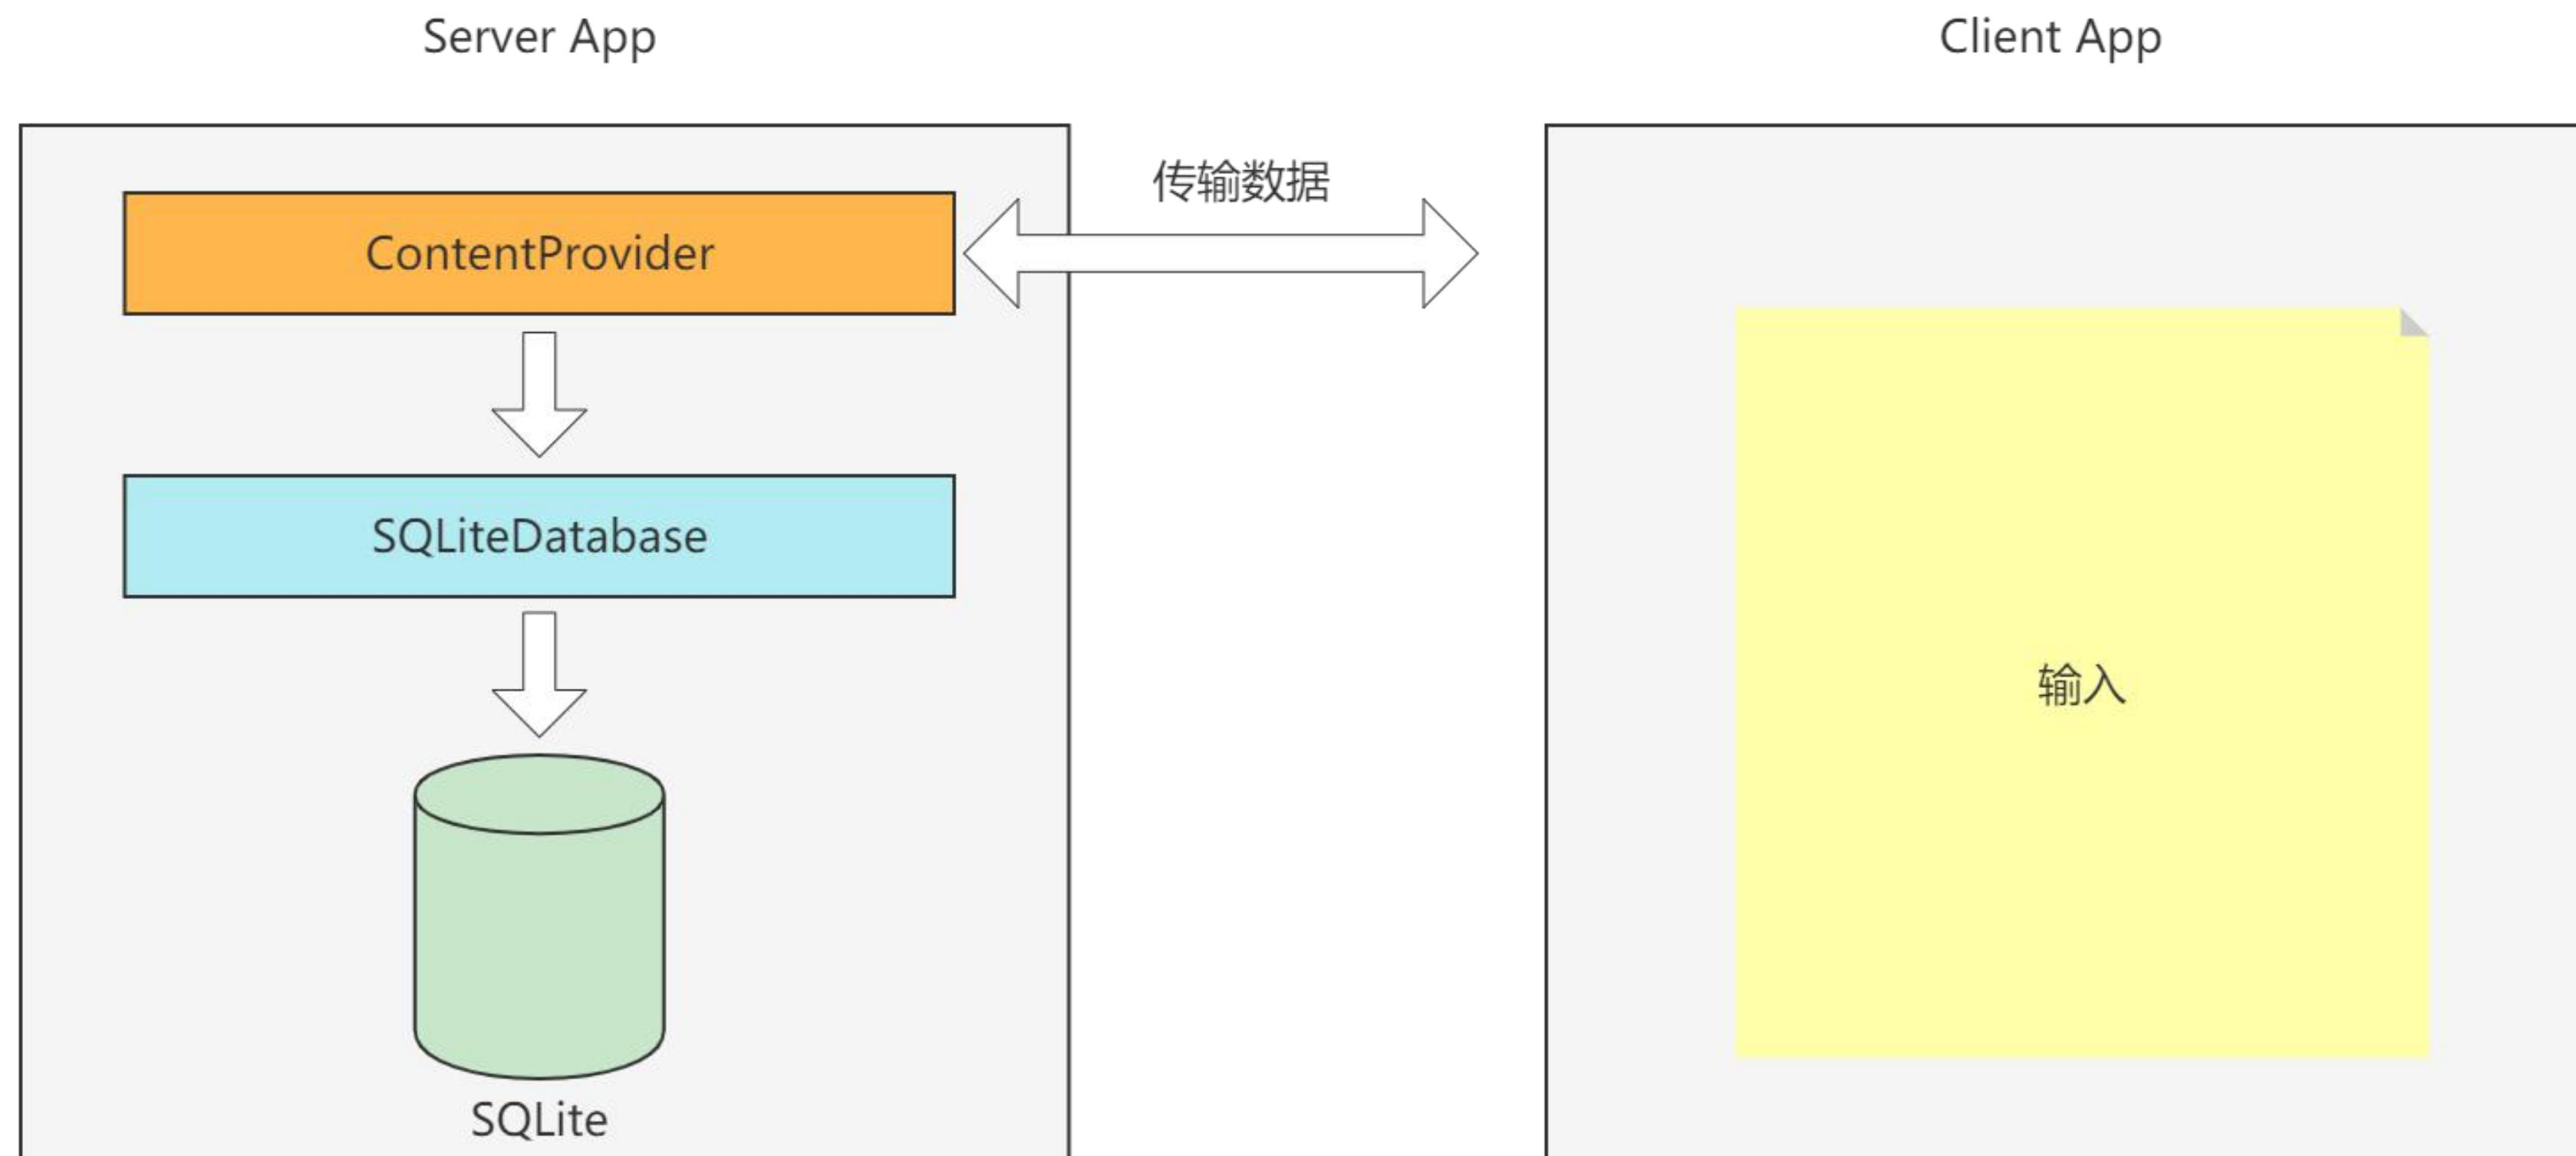 Server App
Client App
传输数据
ContentProvider
SQLiteDatabase
输入
SQLite